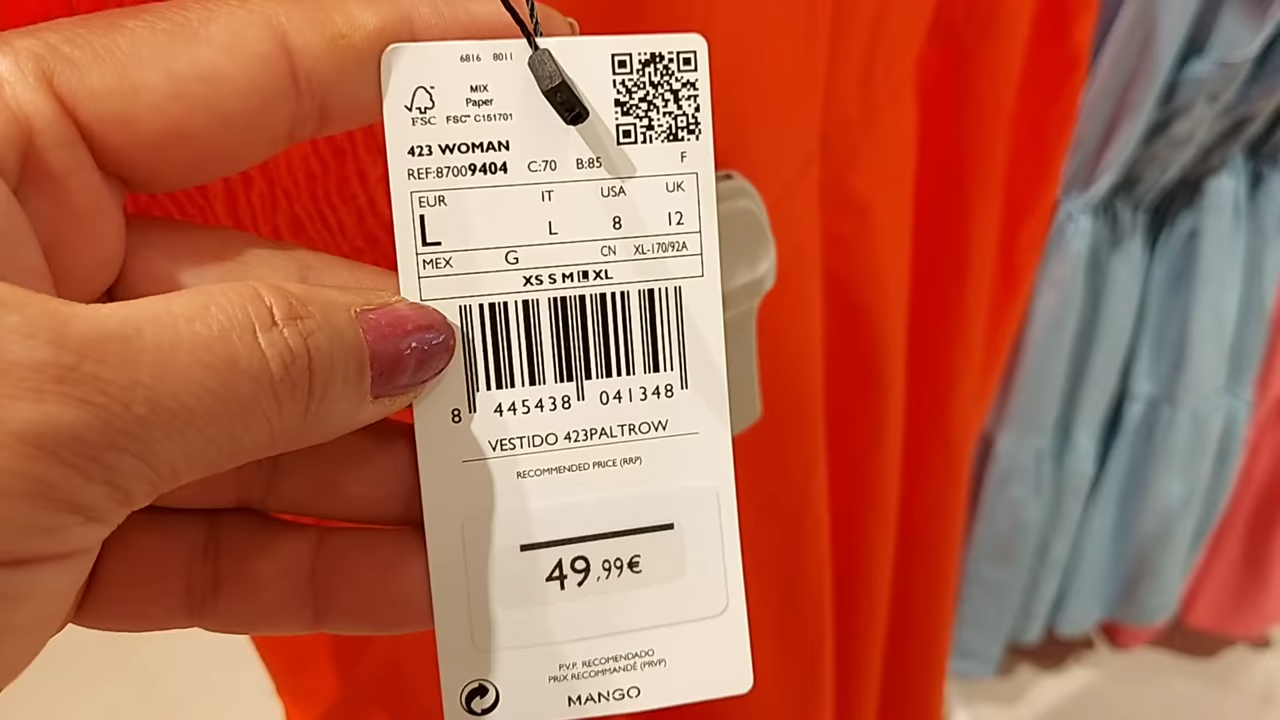 6816 8011
MIX
Paper
FSC™ C151701
FSC
423 WOMAN
REF:87009404 C:70 B:85 F
EUR IT USA UK
L L 8 12
MEX G CN XL-170/92A
XS S M L XL
8 445438 041348
VESTIDO 423PALTROW
RECOMMENDED PRICE (RRP)
49,99€
P.V.P. RECOMENDADO
PRIX RECOMMANDÉ (PRVP)
MANGO